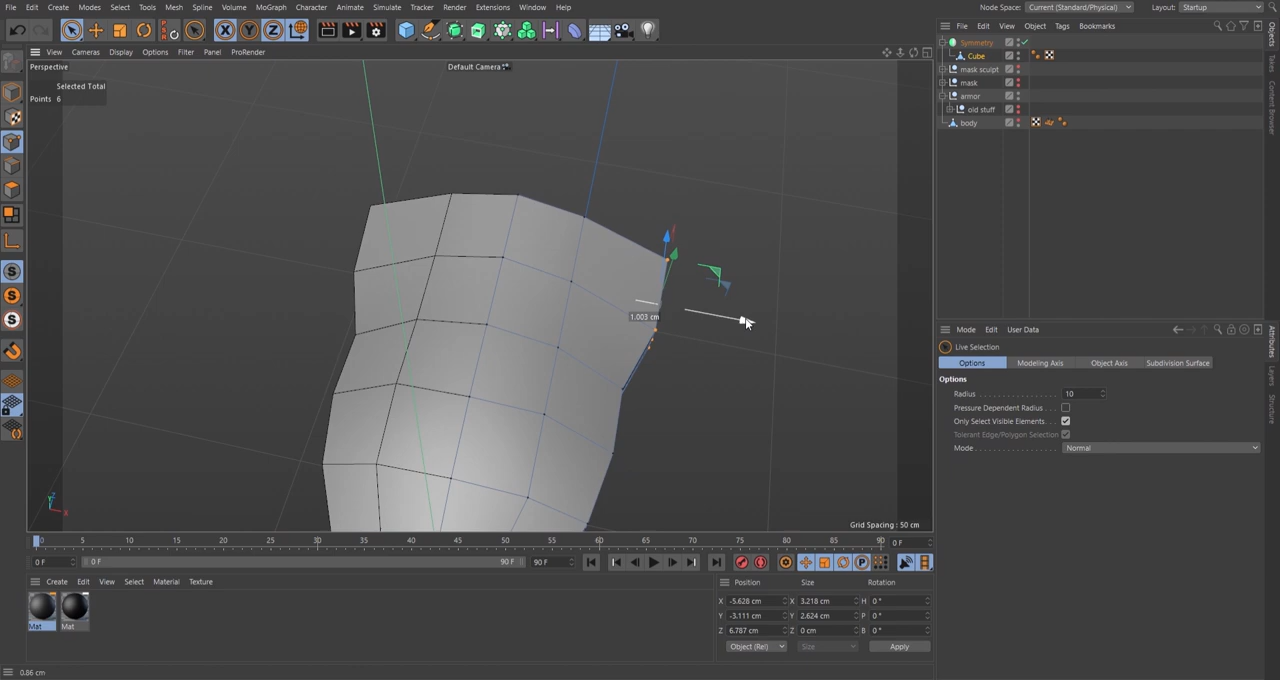 File Edit Create Modes Select Tools Mesh Spline Volume MoGraph Character Animate Simulate Tracker Render Extensions Window Help Node Space: Current (Standard/Physical) Layout: Startup
X Y Z
File Edit View Object Tags Bookmarks
View Cameras Display Options Filter Panel ProRender
Perspective
Default Camera
Selected Total
Points 6
1.003 cm
Grid Spacing : 50 cm
Y
X
S
S
S
Symmetry
Cube
mask sculpt
mask
armor
old stuff
body
Objects
Takes
Content Browser
Mode Edit User Data
Live Selection
Options Modeling Axis Object Axis Subdivision Surface
Options
Radius 10
Pressure Dependent Radius
Only Select Visible Elements
Tolerant Edge/Polygon Selection
Mode Normal
Attributes
Layers
Structure
0 5 10 15 20 25 30 35 40 45 50 55 60 65 70 75 80 85 90 0 F
0 F 0 F 90 F 90 F P
Create Edit View Select Material Texture
Mat Mat
Position Size Rotation
X -5.628 cm X 3.218 cm H 0 °
Y -3.111 cm Y 2.624 cm P 0 °
Z 6.787 cm Z 0 cm B 0 °
Object (Rel) Size Apply
0.86 cm